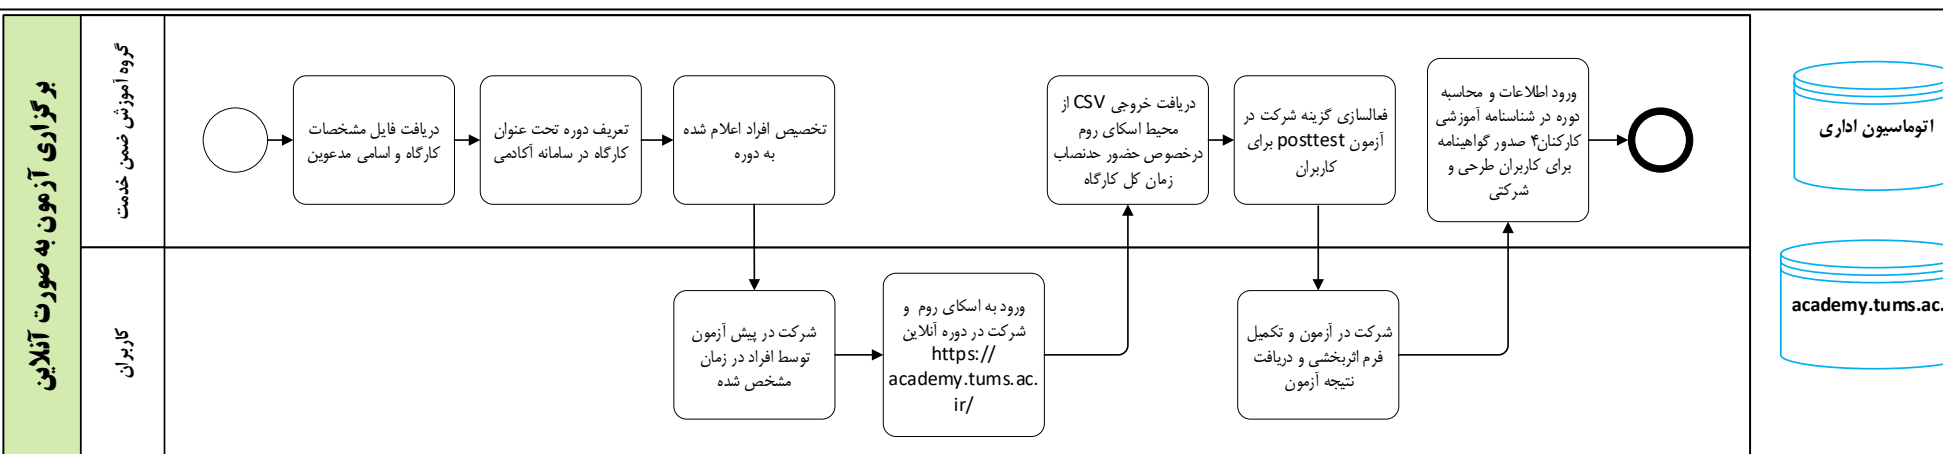 برگزاری آزمون به صورت آنلاین
گروه آموزش ضمن خدمت
دریافت فایل مشخصات
کارگاه و اسامی مدعوین
تعریف دوره تحت عنوان
کارگاه در سامانه آکادمی
تخصیص افراد اعلام شده
به دوره
دریافت خروجی CSV از
محیط اسکای روم
درخصوص حضور حدنصاب
زمان کل کارگاه
فعالسازی گزینه شرکت در
آزمون posttest برای
کاربران
ورود اطلاعات و محاسبه
دوره در شناسنامه آموزشی
کارکنان۴ صدور گواهینامه
برای کاربران طرحی و
شرکتی
اتوماسیون اداری
کاربران
شرکت در پیش آزمون
توسط افراد در زمان
مشخص شده
ورود به اسکای روم و
شرکت در دوره آنلاین
https://
academy.tums.ac.
ir/
شرکت در آزمون و تکمیل
فرم اثربخشی و دریافت
نتیجه آزمون
academy.tums.ac.